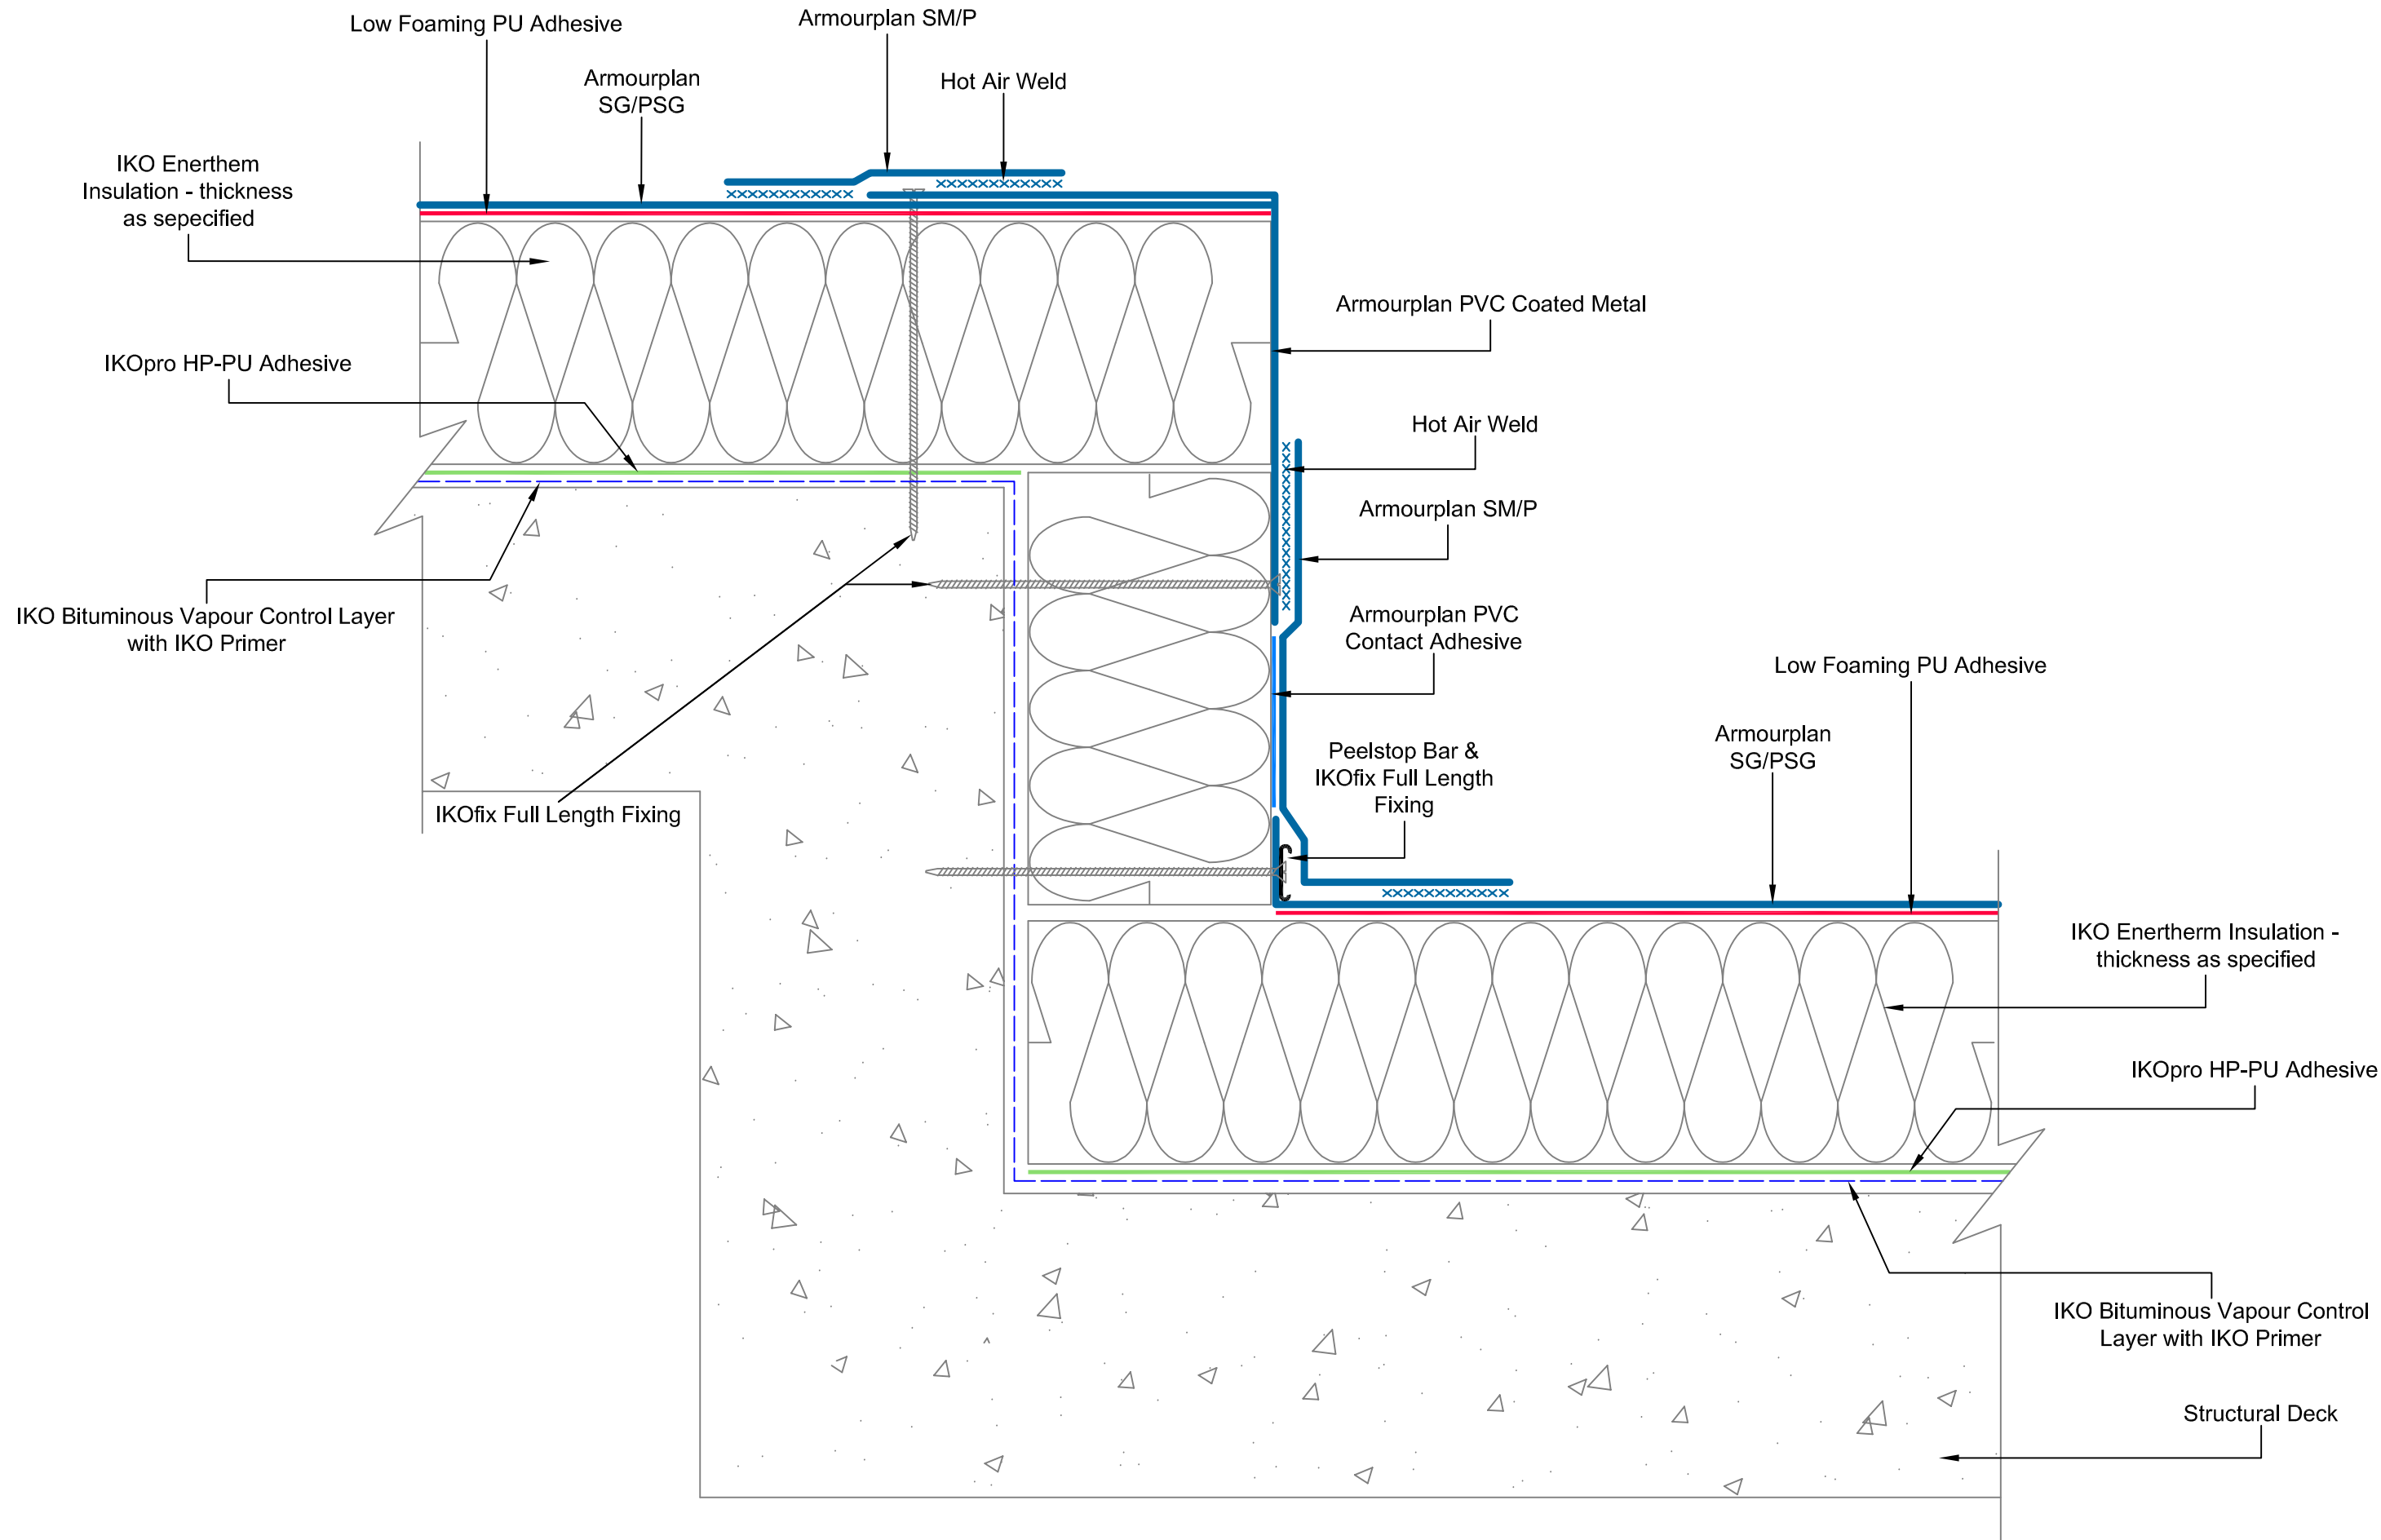 Low Foaming PU Adhesive
Armourplan SM/P
Armourplan
SG/PSG
Hot Air Weld
IKO Enerthem
Insulation - thickness
as sepecified
Armourplan PVC Coated Metal
IKOpro HP-PU Adhesive
Hot Air Weld
Armourplan SM/P
IKO Bituminous Vapour Control Layer
with IKO Primer
Armourplan PVC
Contact Adhesive
Low Foaming PU Adhesive
Armourplan
SG/PSG
Peelstop Bar &
IKOfix Full Length
Fixing
IKOfix Full Length Fixing
IKO Enertherm Insulation -
thickness as specified
IKOpro HP-PU Adhesive
IKO Bituminous Vapour Control
Layer with IKO Primer
Structural Deck